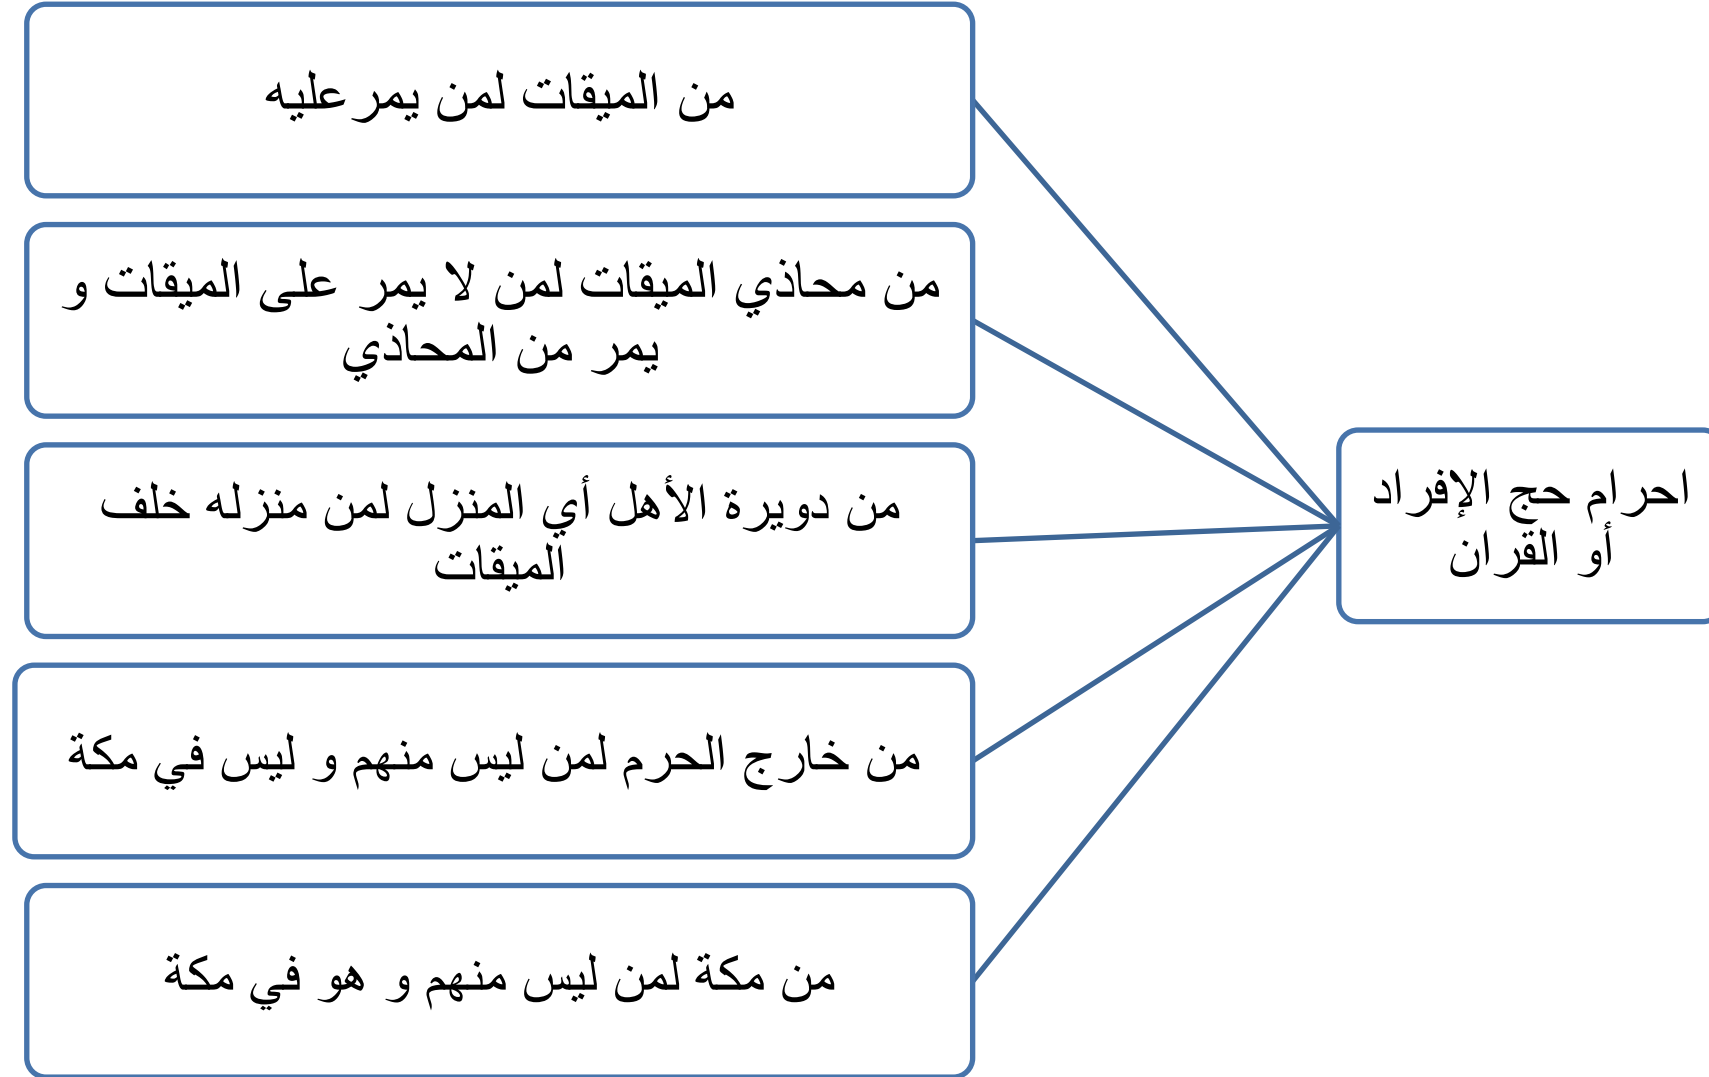 احرام حج الإفراد
أو القران
من الميقات لمن يمر عليه
من محاذي الميقات لمن لا يمر على الميقات و
يمر من المحاذي
من دويرة الأهل أي المنزل لمن منزله خلف
الميقات
من خارج الحرم لمن ليس منهم و ليس في مكة
من مكة لمن ليس منهم و هو في مكة